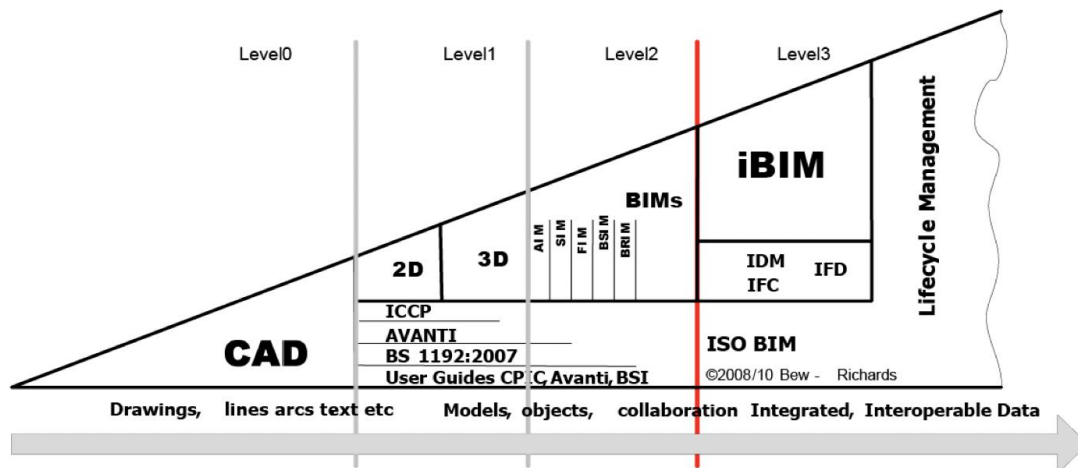 Level0 Level1 Level2 Level3
iBIM
BIMs
2D
3D
AIM
SIM
FIM
BSIM
BRIM
IDM IFD
IFC
Lifecycle Management
ICCP
AVANTI
BS 1192:2007
User Guides CPIC, Avanti, BSI
CAD
ISO BIM
©2008/10 Bew - Richards
Drawings, lines arcs text etc Models, objects, collaboration Integrated, Interoperable Data